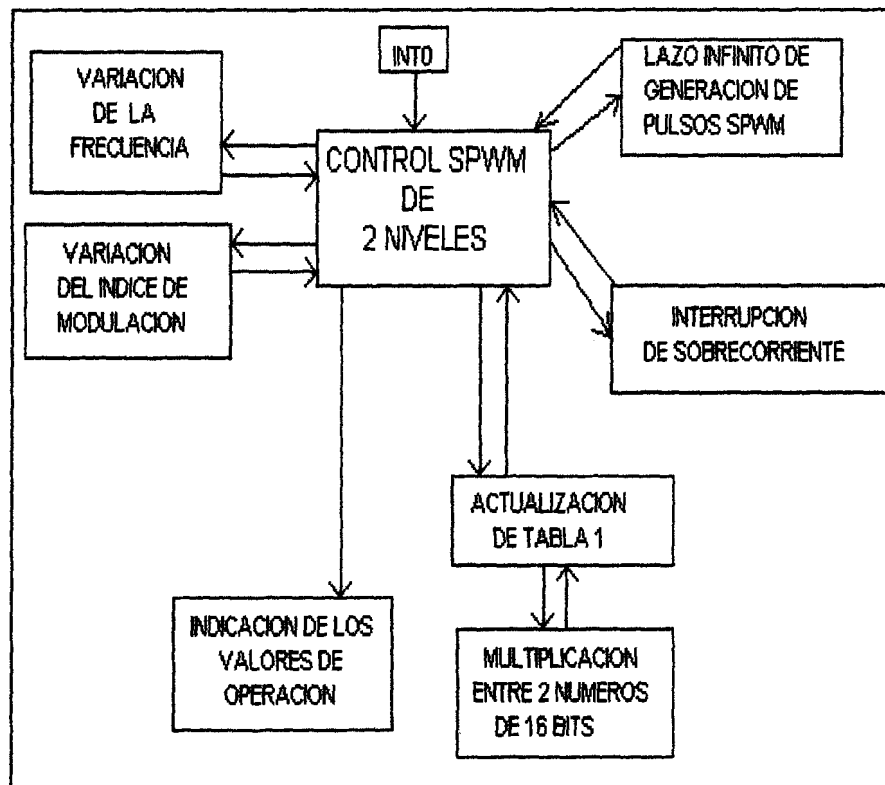 INT0
VARIACION
DE LA
FRECUENCIA
LAZO INFINITO DE
GENERACION DE
PULSOS SPWM
CONTROL SPWM
DE
2 NIVELES
VARIACION
DEL INDICE DE
MODULACION
INTERRUPCION
DE SOBRECORRIENTE
ACTUALIZACION
DE TABLA 1
INDICACION DE LOS
VALORES DE
OPERACION
MULTIPLICACION
ENTRE 2 NUMEROS
DE 16 BITS